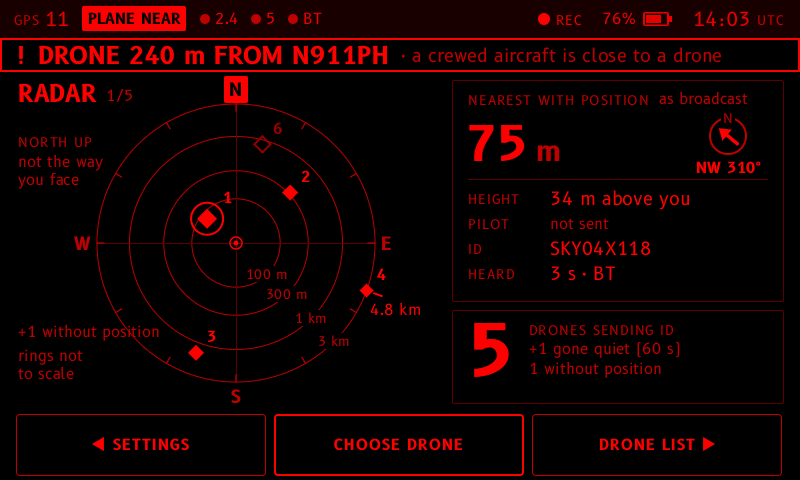 GPS 11 PLANE NEAR 2.4 5 BT REC 76% 14:03 UTC
! DRONE 240 m FROM N911PH · a crewed aircraft is close to a drone
RADAR 1/5
N
NORTH UP
not the way
you face
6
2
1
W
E
4
4.8 km
100 m
300 m
1 km
3 km
3
+1 without position
rings not
to scale
S
NEAREST WITH POSITION as broadcast
75 m
N
NW 310°
HEIGHT 34 m above you
PILOT not sent
ID SKY04X118
HEARD 3 s · BT
5
DRONES SENDING ID
+1 gone quiet (60 s)
1 without position
◀ SETTINGS
CHOOSE DRONE
DRONE LIST ▶